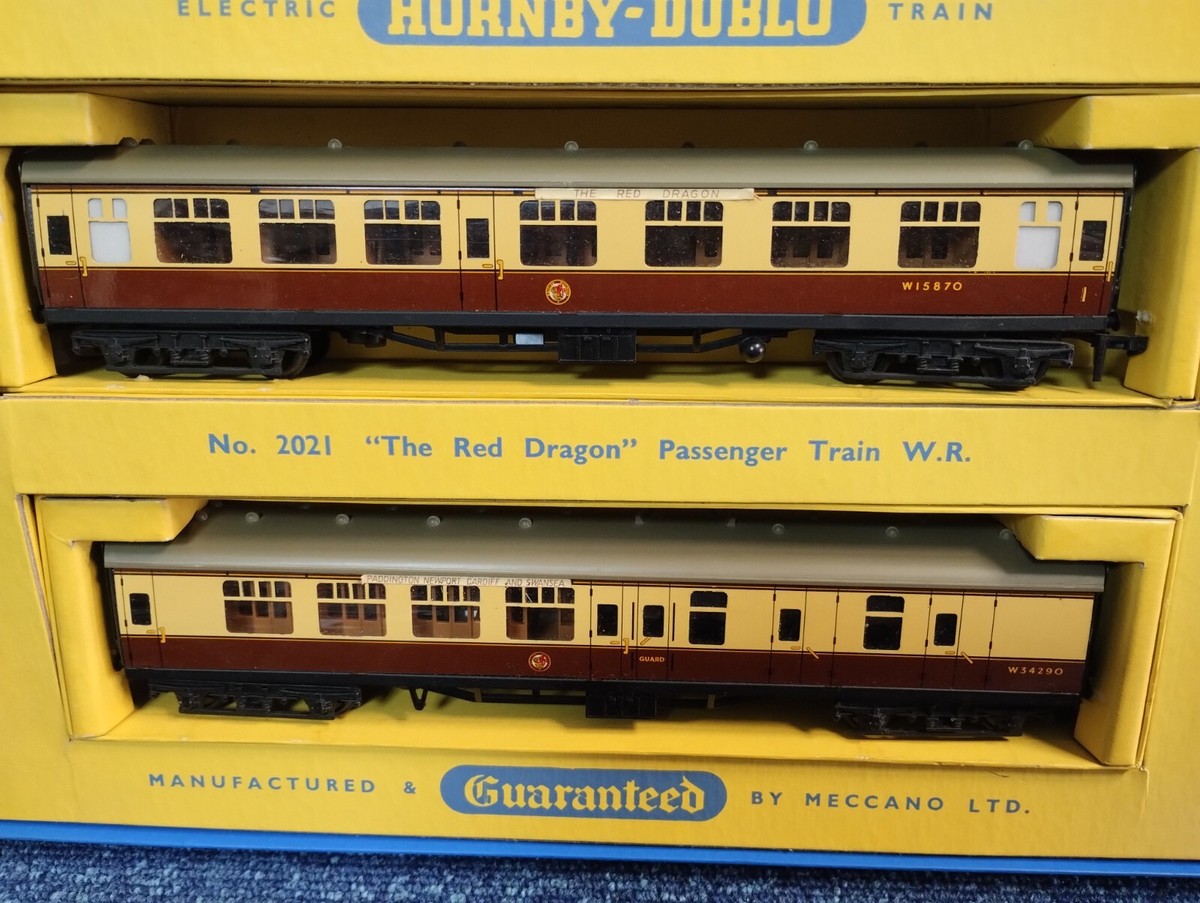 ELECTRIC HORNBY-DUBLO TRAIN
THE RED DRAGON
W15870
No. 2021 “The Red Dragon” Passenger Train W.R.
PADDINGTON NEWPORT CARDIFF AND SWANSEA
GUARD
W34290
MANUFACTURED & Guaranteed BY MECCANO LTD.